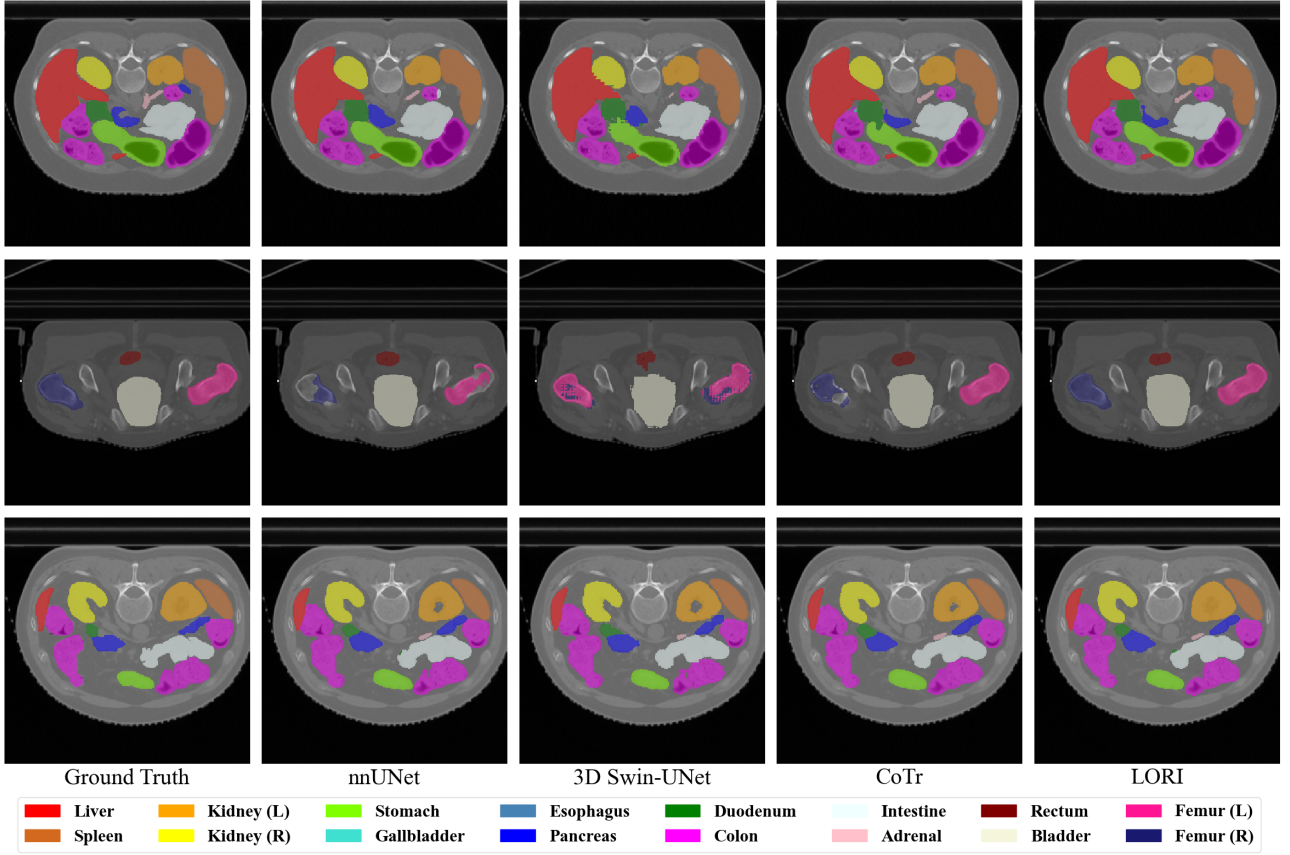 Ground Truth nnUNet 3D Swin-UNet CoTr LORI
Liver Kidney (L) Stomach Esophagus Duodenum Intestine Rectum Femur (L)
Spleen Kidney (R) Gallbladder Pancreas Colon Adrenal Bladder Femur (R)